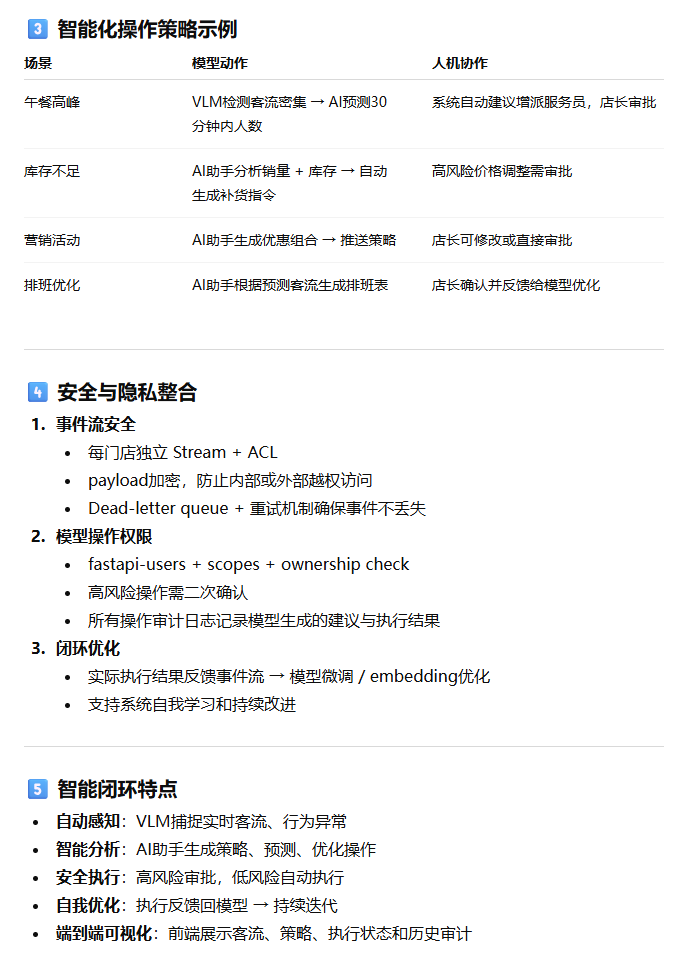 3 智能化操作策略示例
场景 模型动作 人机协作
午餐高峰 VLM检测客流密集 → AI预测30 系统自动建议增派服务员，店长审批
分钟内人数
库存不足 AI助手分析销量 + 库存 → 自动 高风险价格调整需审批
生成补货指令
营销活动 AI助手生成优惠组合 → 推送策略 店长可修改或直接审批
排班优化 AI助手根据预测客流生成排班表 店长确认并反馈给模型优化
4 安全与隐私整合
1. 事件流安全
• 每门店独立 Stream + ACL
• payload加密，防止内部或外部越权访问
• Dead-letter queue + 重试机制确保事件不丢失
2. 模型操作权限
• fastapi-users + scopes + ownership check
• 高风险操作需二次确认
• 所有操作审计日志记录模型生成的建议与执行结果
3. 闭环优化
• 实际执行结果反馈事件流 → 模型微调 / embedding优化
• 支持系统自我学习和持续改进
5 智能闭环特点
• 自动感知：VLM捕捉实时客流、行为异常
• 智能分析：AI助手生成策略、预测、优化操作
• 安全执行：高风险审批，低风险自动执行
• 自我优化：执行反馈回模型 → 持续迭代
• 端到端可视化：前端展示客流、策略、执行状态和历史审计